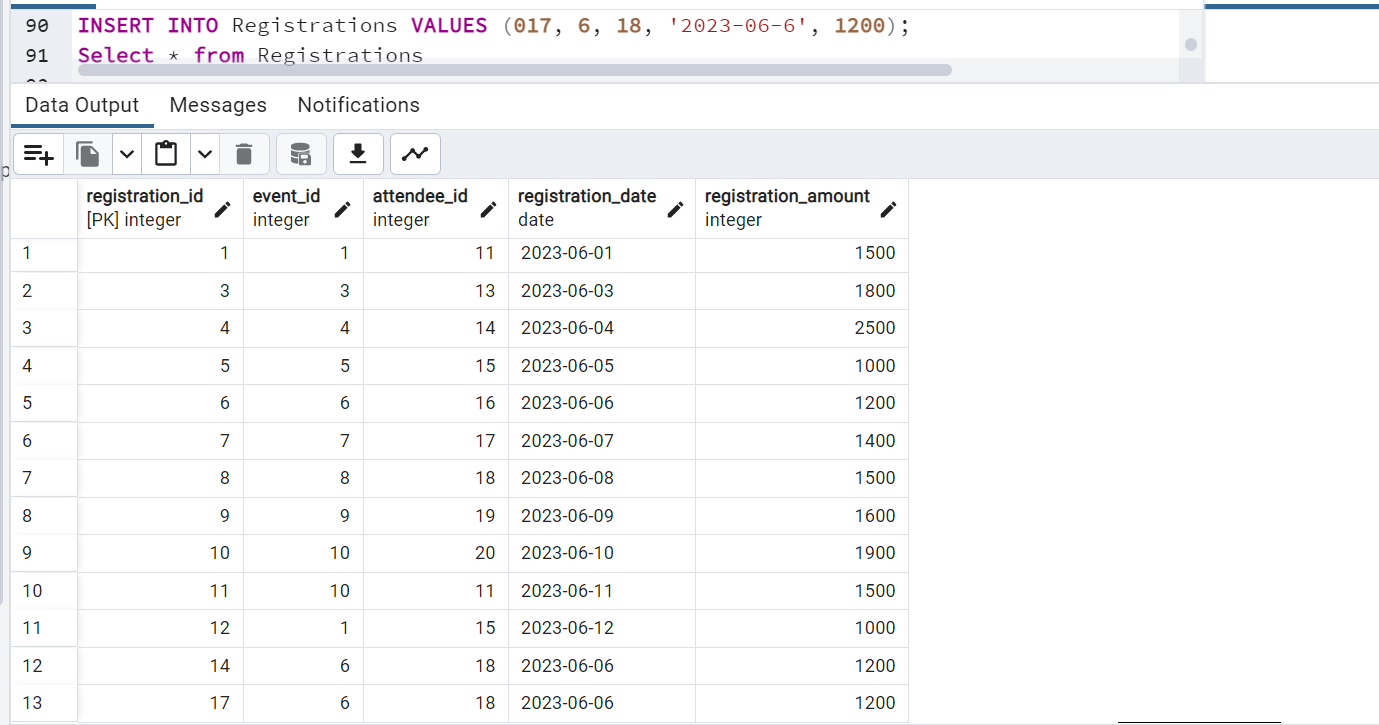 90 INSERT INTO Registrations VALUES (017, 6, 18, '2023-06-6', 1200);
91 Select * from Registrations
Data Output Messages Notifications
registration_id event_id attendee_id registration_date registration_amount
[PK] integer integer integer date integer
1 1 1 11 2023-06-01 1500
2 3 3 13 2023-06-03 1800
3 4 4 14 2023-06-04 2500
4 5 5 15 2023-06-05 1000
5 6 6 16 2023-06-06 1200
6 7 7 17 2023-06-07 1400
7 8 8 18 2023-06-08 1500
8 9 9 19 2023-06-09 1600
9 10 10 20 2023-06-10 1900
10 11 10 11 2023-06-11 1500
11 12 1 15 2023-06-12 1000
12 14 6 18 2023-06-06 1200
13 17 6 18 2023-06-06 1200